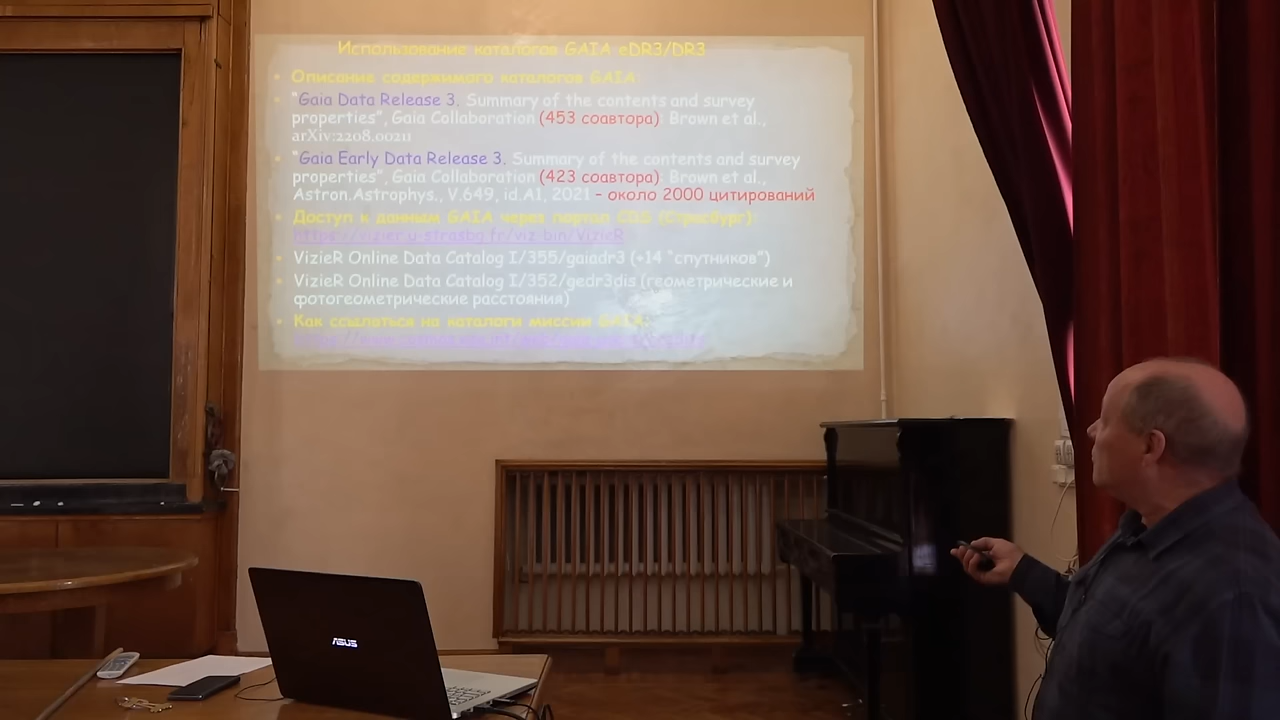 Использование каталогов GAIA eDR3/DR3
• Описание содержимого каталогов GAIA:
• "Gaia Data Release 3. Summary of the contents and survey
properties", Gaia Collaboration (453 соавтора): Brown et al.,
arXiv:2208.00211
• "Gaia Early Data Release 3. Summary of the contents and survey
properties", Gaia Collaboration (423 соавтора): Brown et al.,
Astron.Astrophys., V.649, id.A1, 2021 – около 2000 цитирований
• Доступ к данным GAIA через портал CDS (Страсбург):
https://vizier.u-strasbg.fr/viz-bin/VizieR
• VizieR Online Data Catalog I/355/gaiadr3 (+14 "спутников")
• VizieR Online Data Catalog I/352/gedr3dis (геометрические и
фотогеометрические расстояния)
• Как ссылаться на каталоги миссии GAIA:
ASUS